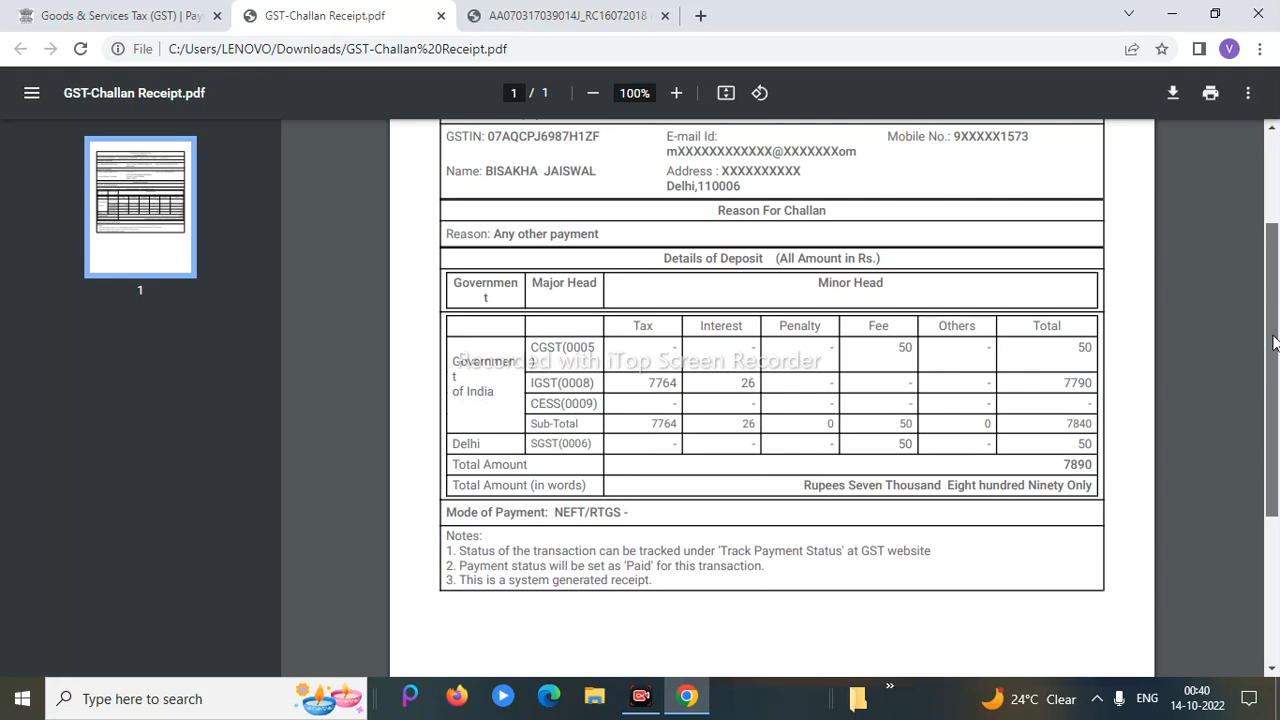 Goods & Services Tax (GST) | Pay
GST-Challan Receipt.pdf
AA070317039014J_RC16072018
File C:/Users/LENOVO/Downloads/GST-Challan%20Receipt.pdf
V
GST-Challan Receipt.pdf
1 / 1
100%
1
GSTIN: 07AQCPJ6987H1ZF E-mail Id: Mobile No.: 9XXXXX1573
mXXXXXXXXXXXX@XXXXXXXom
Name: BISAKHA JAISWAL Address : XXXXXXXXXX
Delhi,110006
Reason For Challan
Reason: Any other payment
Details of Deposit (All Amount in Rs.)
Governmen Major Head Minor Head
t
Tax Interest Penalty Fee Others Total
CGST(0005 - - - 50 - 50
)
Governmen
t
of India
Recorded with iTop Screen Recorder
IGST(0008) 7764 26 - - - 7790
CESS(0009) - - - - - -
Sub-Total 7764 26 0 50 0 7840
Delhi SGST(0006) - - - 50 - 50
Total Amount 7890
Total Amount (in words) Rupees Seven Thousand Eight hundred Ninety Only
Mode of Payment: NEFT/RTGS -
Notes:
1. Status of the transaction can be tracked under 'Track Payment Status' at GST website
2. Payment status will be set as 'Paid' for this transaction.
3. This is a system generated receipt.
Type here to search
24°C Clear
ENG
00:40
14-10-2022